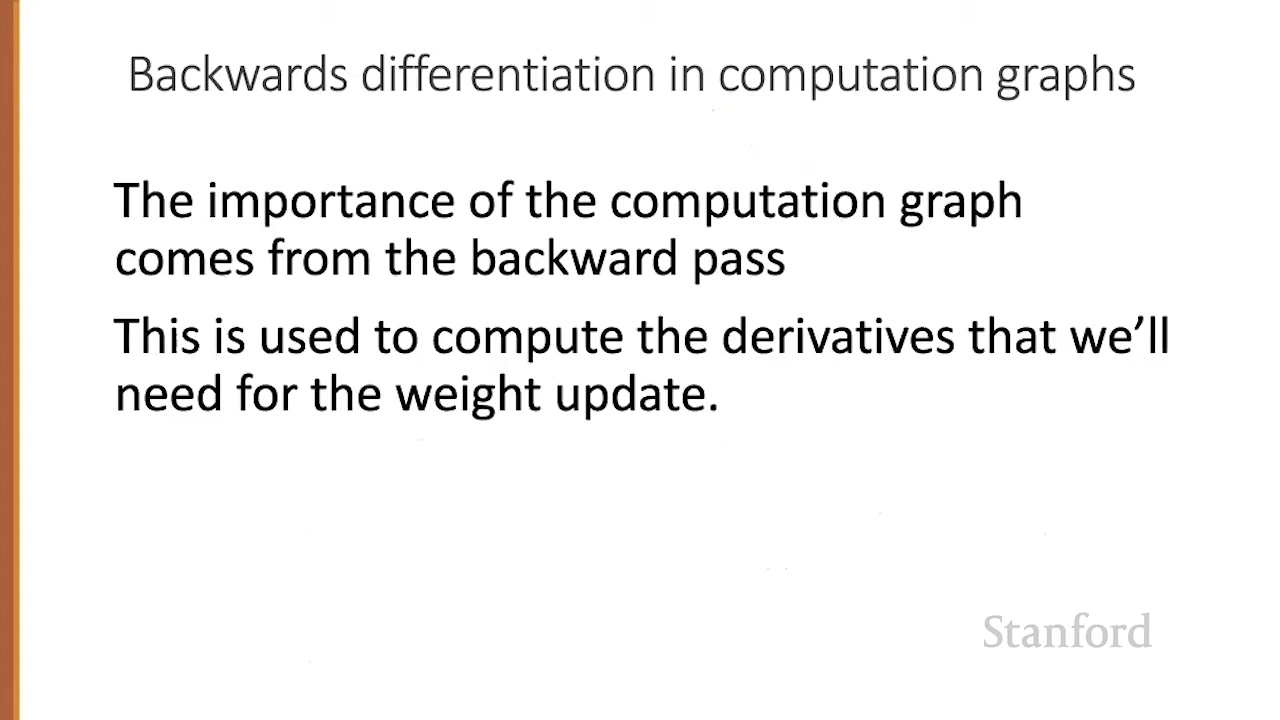 Backwards differentiation in computation graphs
The importance of the computation graph
comes from the backward pass
This is used to compute the derivatives that we’ll
need for the weight update.
Stanford